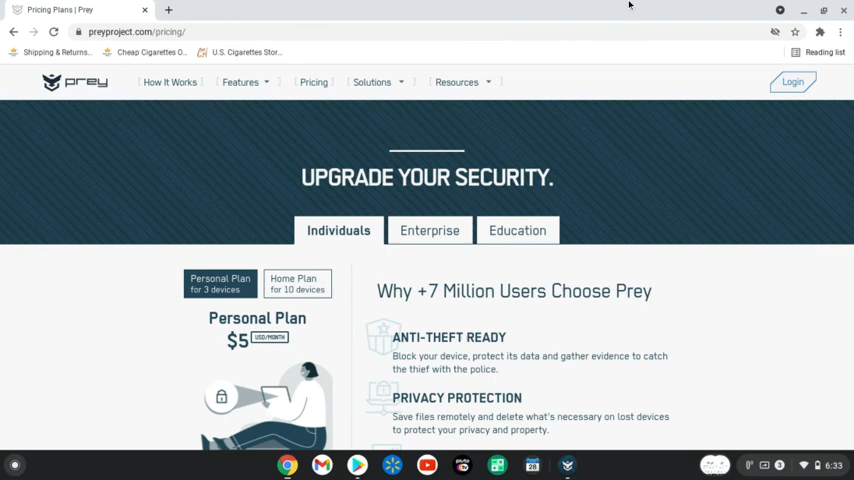 Pricing Plans | Prey
preyproject.com/pricing/
Shipping & Returns...
Cheap Cigarettes O...
U.S. Cigarettes Stor...
Reading list
prey
How It Works
Features
Pricing
Solutions
Resources
Login
UPGRADE YOUR SECURITY.
Individuals
Enterprise
Education
Personal Plan
for 3 devices
Home Plan
for 10 devices
Personal Plan
$5 USD/MONTH
Why +7 Million Users Choose Prey
ANTI-THEFT READY
Block your device, protect its data and gather evidence to catch
the thief with the police.
PRIVACY PROTECTION
Save files remotely and delete what's necessary on lost devices
to protect your privacy and property.
pluto
tv
28
3
6:33